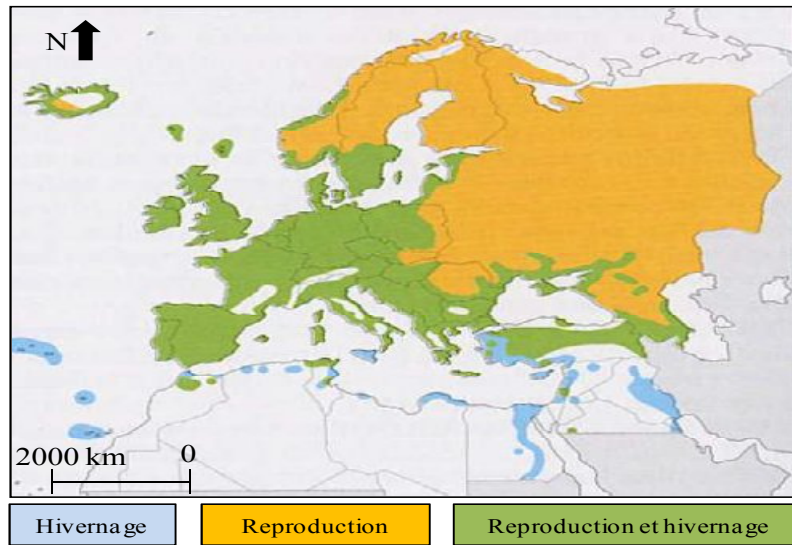 N
2000 km 0
Hivernage
Reproduction
Reproduction et hivernage